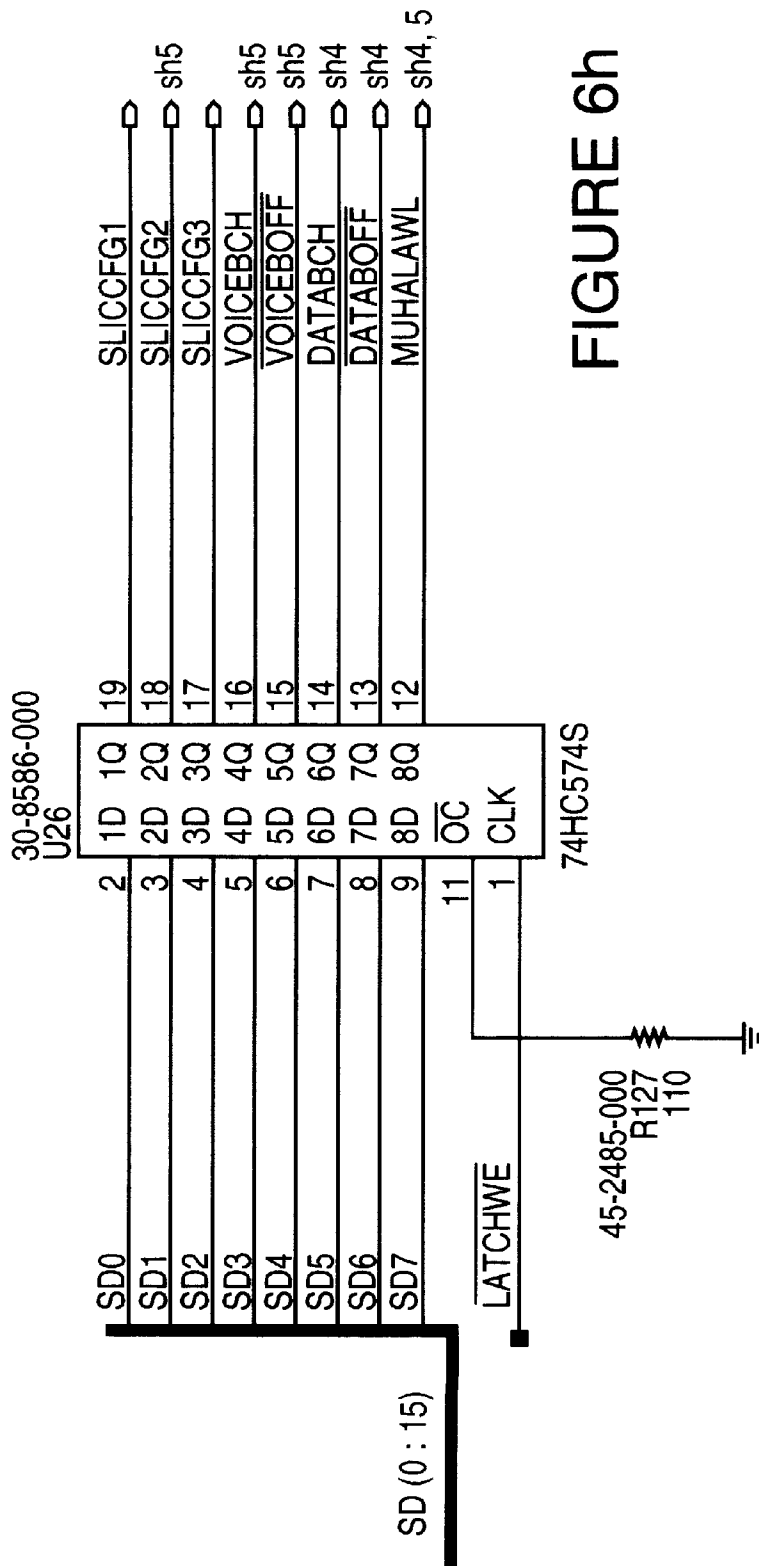 30-8586-000
U26
SD0 2 1D 1Q 19 SLICCFG1
SD1 3 2D 2Q 18 SLICCFG2 sh5
SD2 4 3D 3Q 17 SLICCFG3
SD3 5 4D 4Q 16 VOICEBCH sh5
SD4 6 5D 5Q 15 VOICEBOFF sh5
SD5 7 6D 6Q 14 DATABCH sh4
SD6 8 7D 7Q 13 DATABOFF sh4
SD7 9 8D 8Q 12 MUHALAWL sh4, 5
SD (0 : 15)
11 OC
LATCHWE 1 CLK
74HC574S
45-2485-000
R127
110
FIGURE 6h